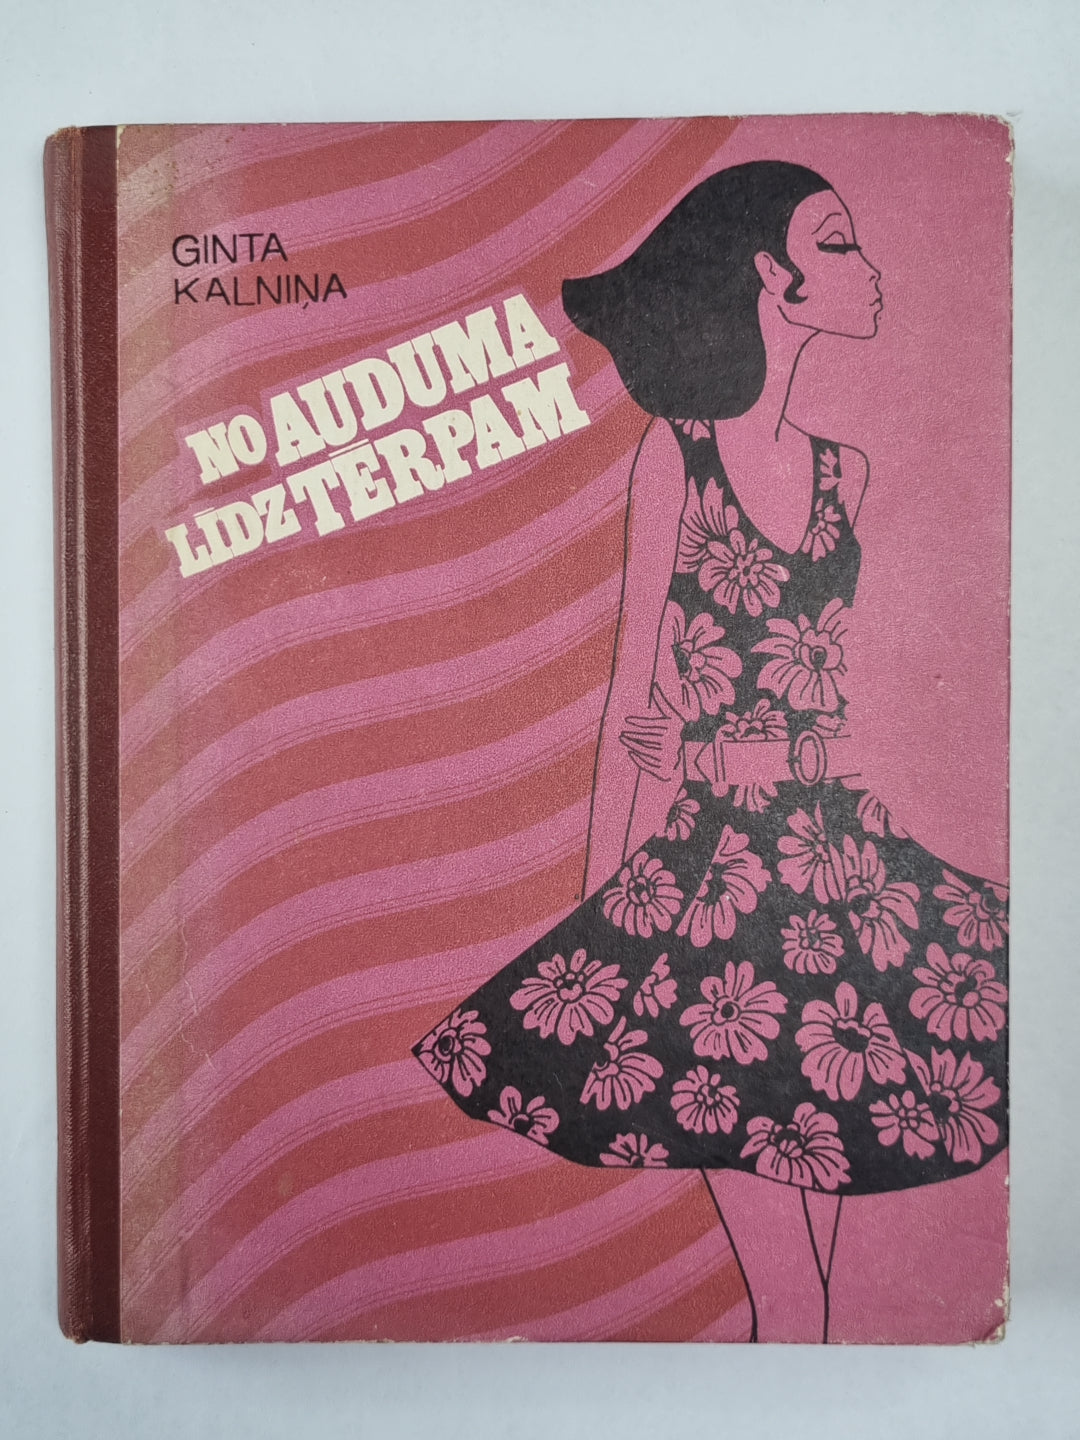 GINTA
KALNIŅA
NO AUDUMA
LĪDZ TĒRPAM